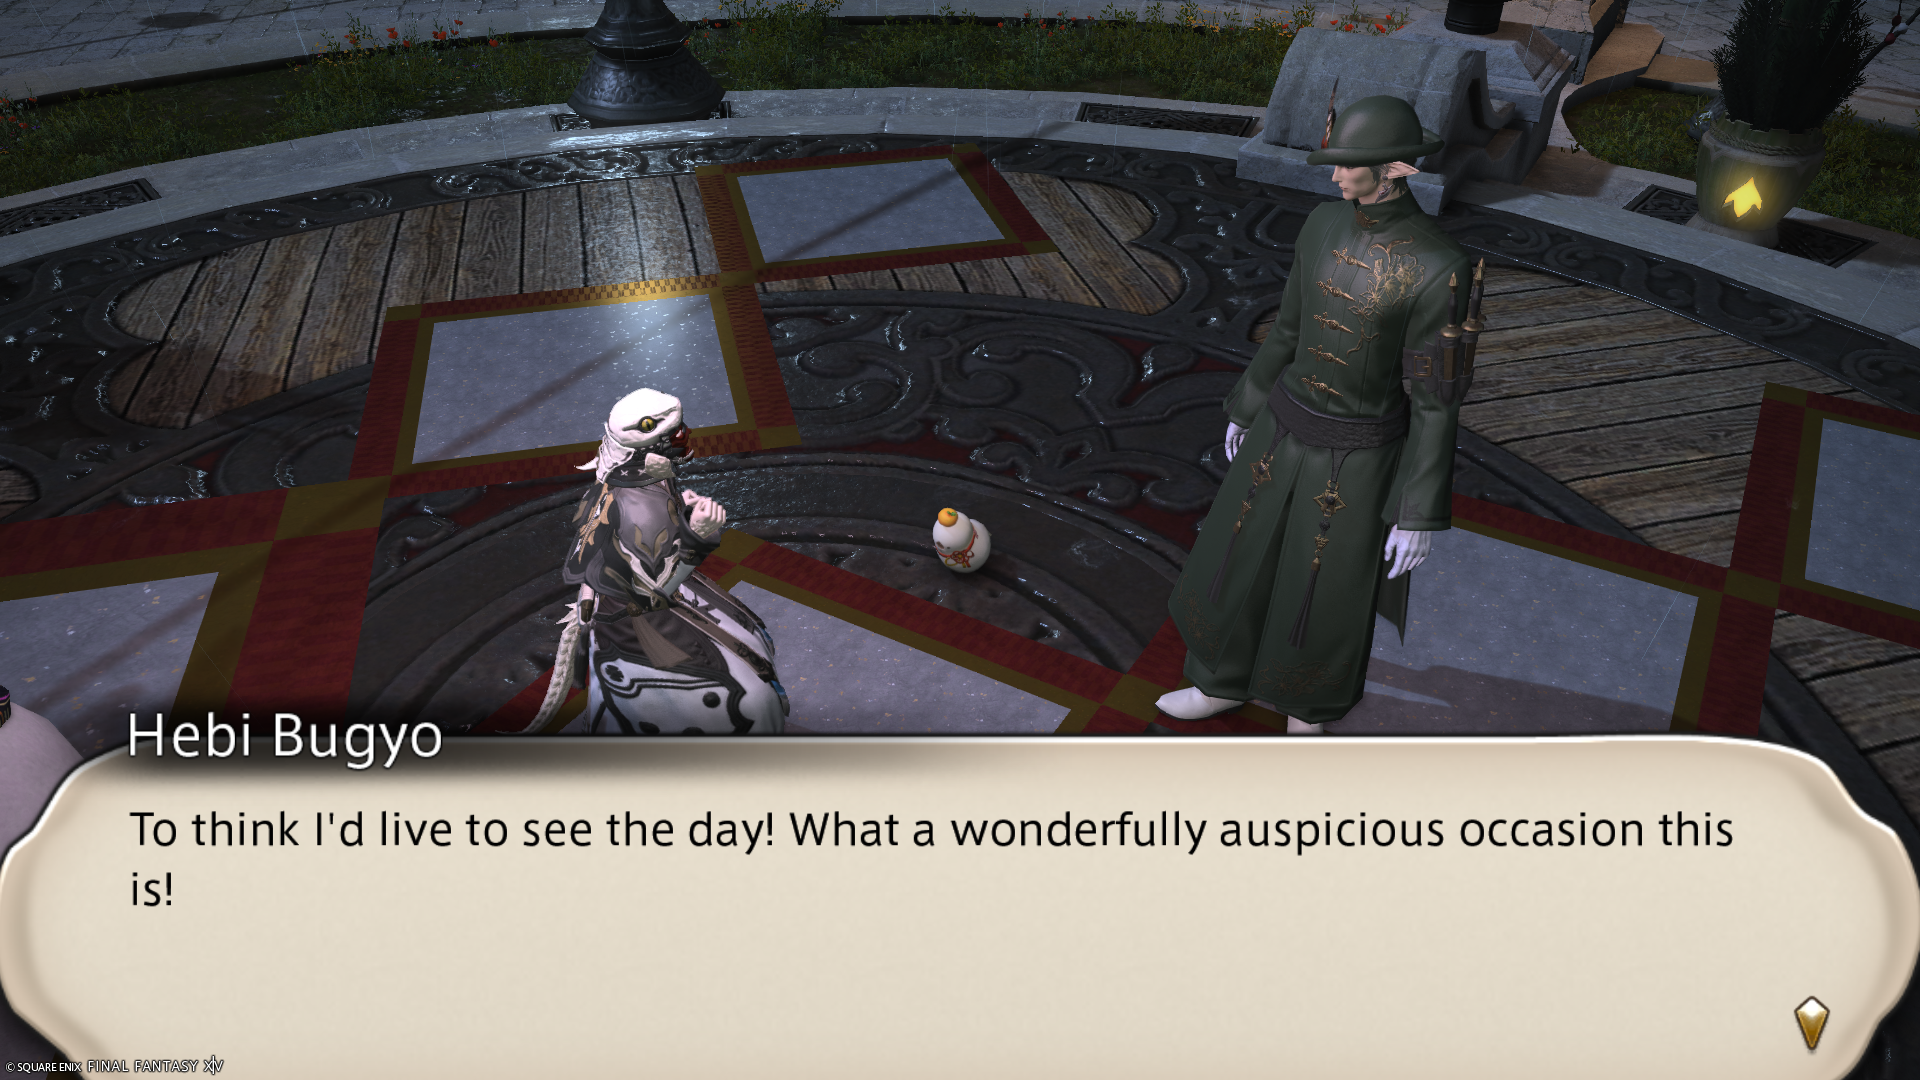 Hebi Bugyo
To think I'd live to see the day! What a wonderfully auspicious occasion this
is!
© SQUARE ENIX FINAL FANTASY XIV